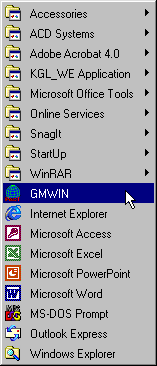 Accessories
ACD Systems
Adobe Acrobat 4.0
KGL_WE Application
Microsoft Office Tools
Online Services
SnagIt
StartUp
WinRAR
GMWIN
Internet Explorer
Microsoft Access
Microsoft Excel
Microsoft PowerPoint
Microsoft Word
MS-DOS Prompt
Outlook Express
Windows Explorer